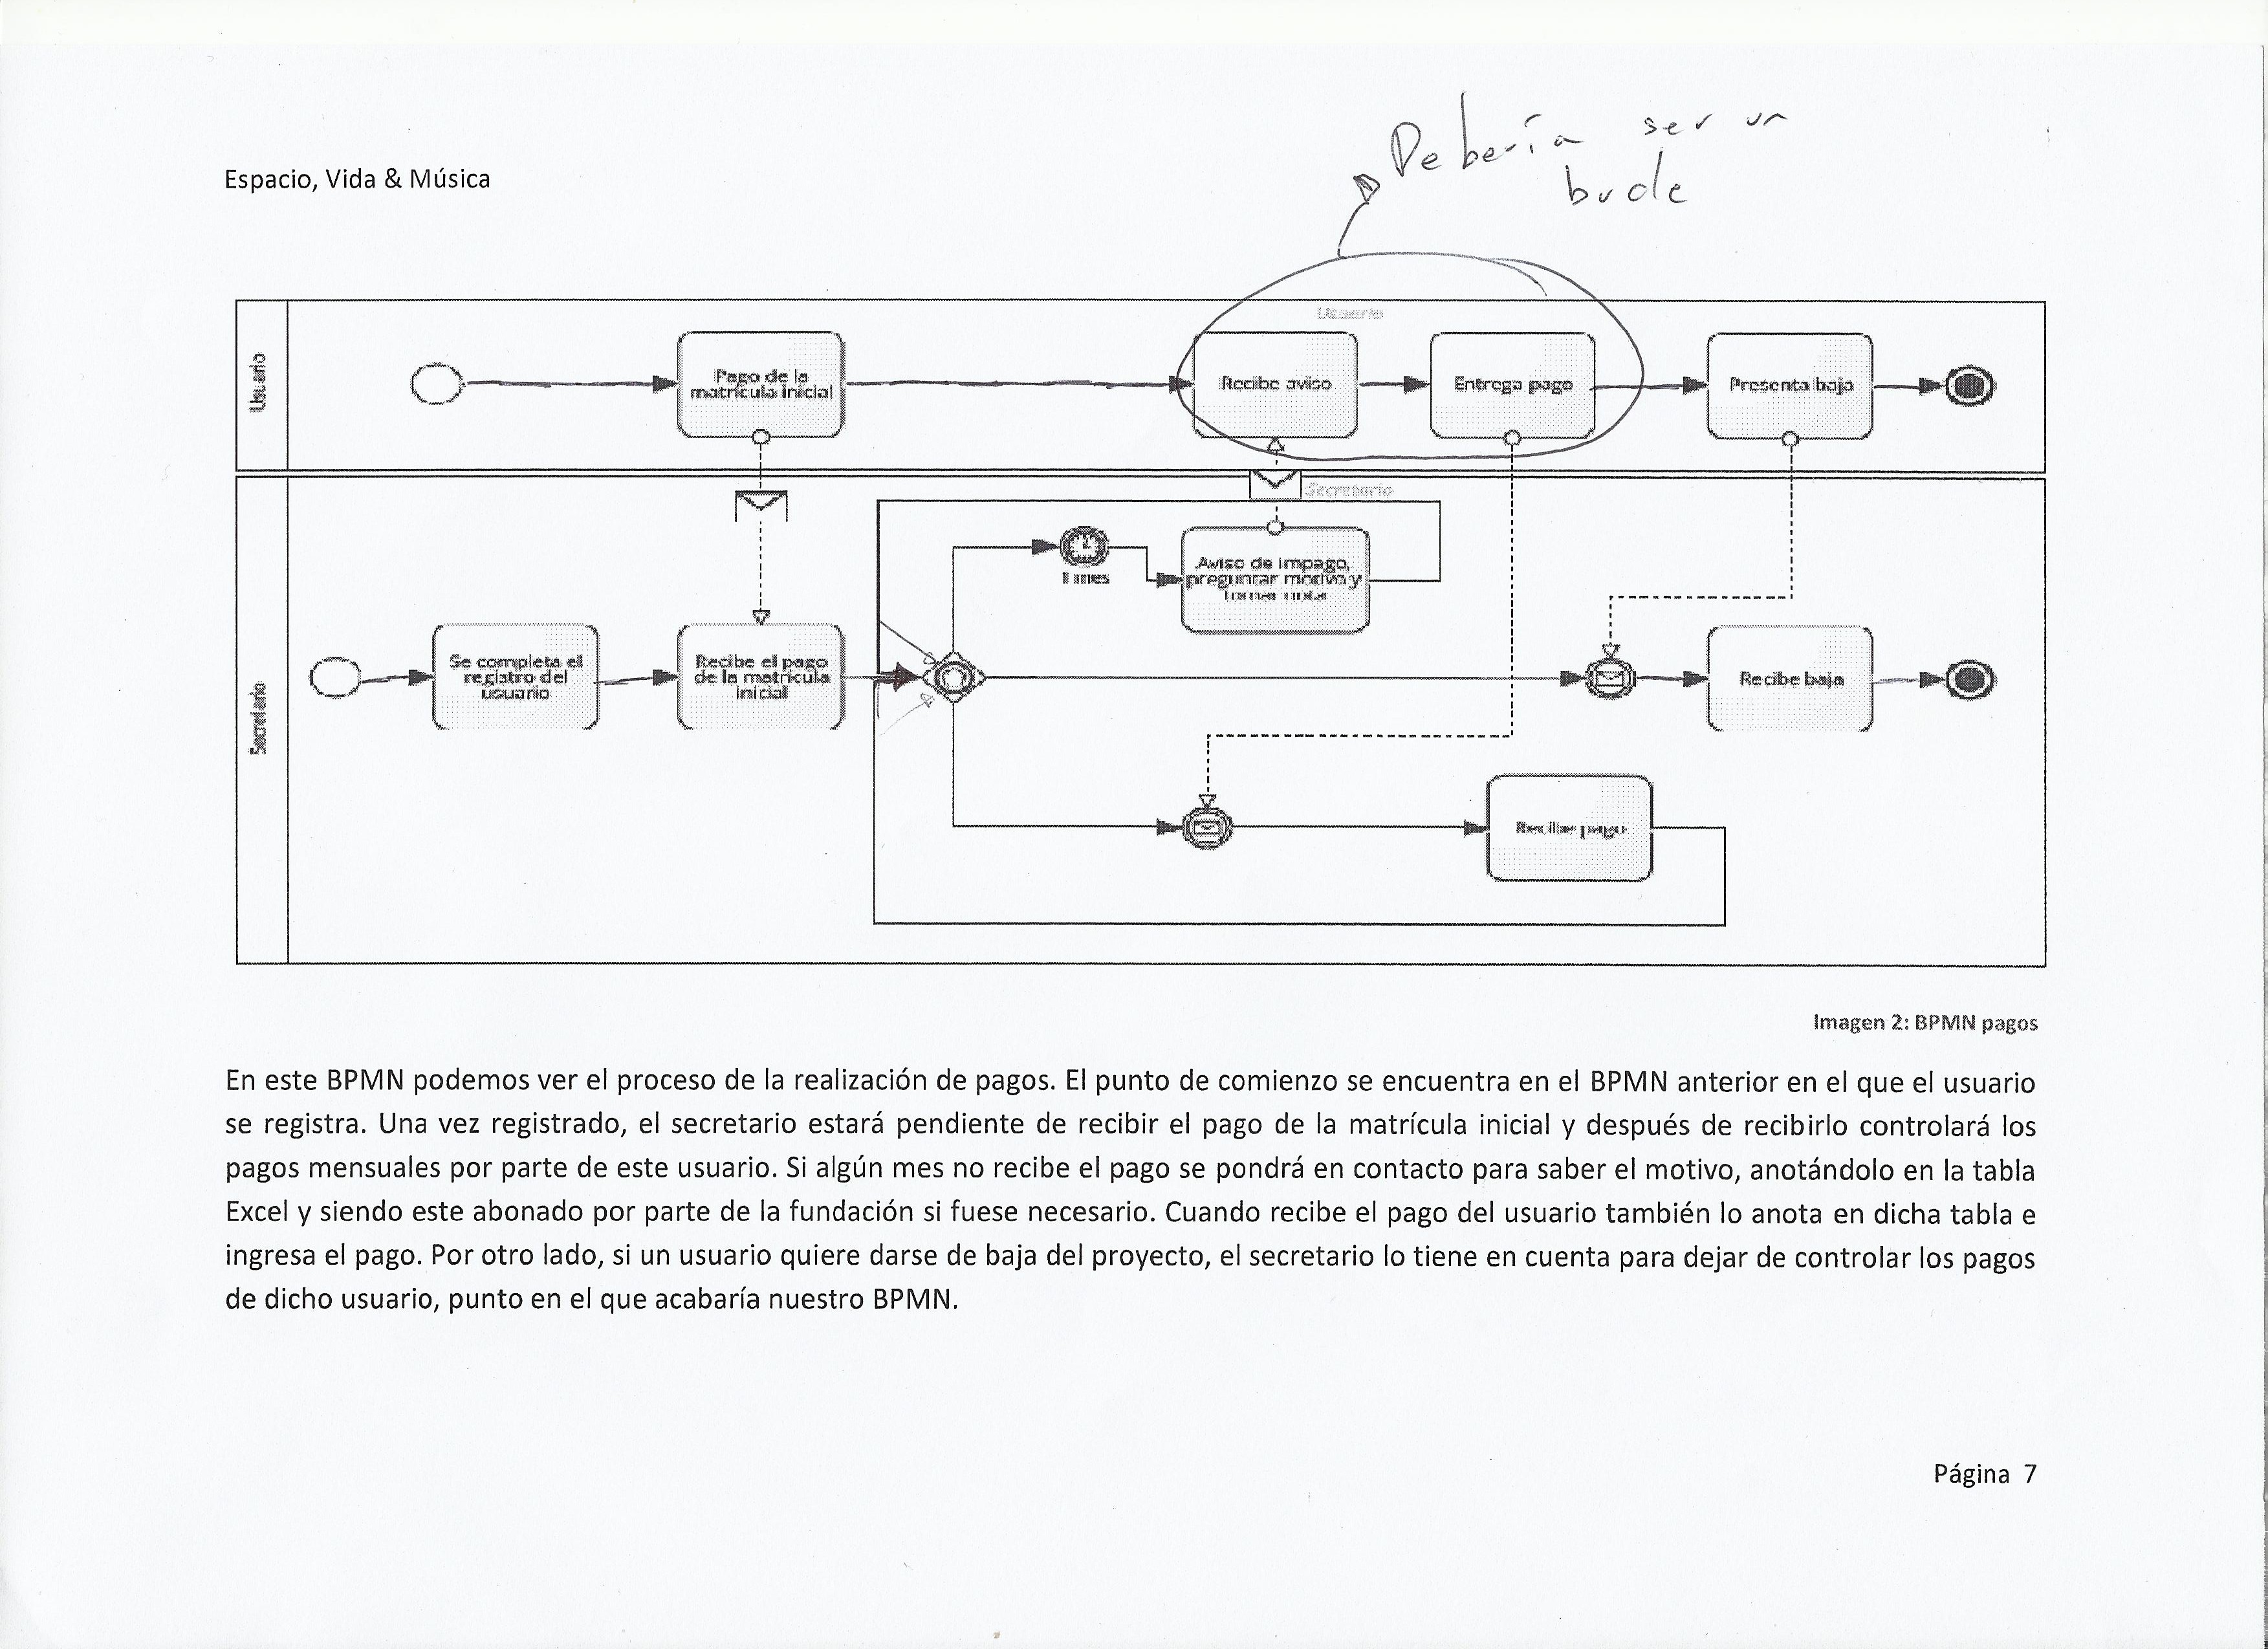 Debería ser un
bucle
Espacio, Vida & Música
Usuario
Usuario
Pago de la
matrícula inicial
Recibe aviso
Entrega pago
Presenta baja
Secretario
Secretario
1 mes
Aviso de impago,
preguntar motivo y
tomar nota
Se completa el
registro del
usuario
Recibe el pago
de la matrícula
inicial
Recibe baja
Recibe pago
Imagen 2: BPMN pagos
En este BPMN podemos ver el proceso de la realización de pagos. El punto de comienzo se encuentra en el BPMN anterior en el que el usuario
se registra. Una vez registrado, el secretario estará pendiente de recibir el pago de la matrícula inicial y después de recibirlo controlará los
pagos mensuales por parte de este usuario. Si algún mes no recibe el pago se pondrá en contacto para saber el motivo, anotándolo en la tabla
Excel y siendo este abonado por parte de la fundación si fuese necesario. Cuando recibe el pago del usuario también lo anota en dicha tabla e
ingresa el pago. Por otro lado, si un usuario quiere darse de baja del proyecto, el secretario lo tiene en cuenta para dejar de controlar los pagos
de dicho usuario, punto en el que acabaría nuestro BPMN.
Página 7